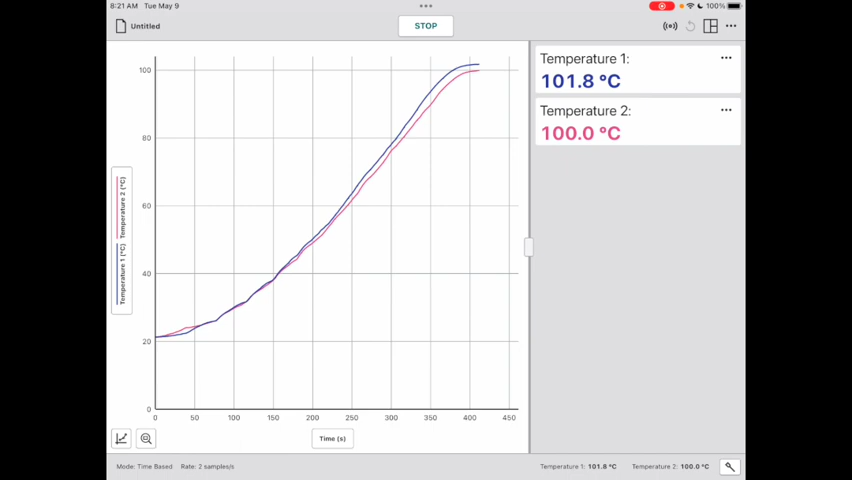 8:21 AM Tue May 9
100%
Untitled
STOP
Temperature 1:
101.8 °C
Temperature 2:
100.0 °C
Temperature 2 (°C)
Temperature 1 (°C)
100
80
60
40
20
0
0 50 100 150 200 250 300 350 400 450
Time (s)
Mode: Time Based Rate: 2 samples/s
Temperature 1: 101.8 °C Temperature 2: 100.0 °C